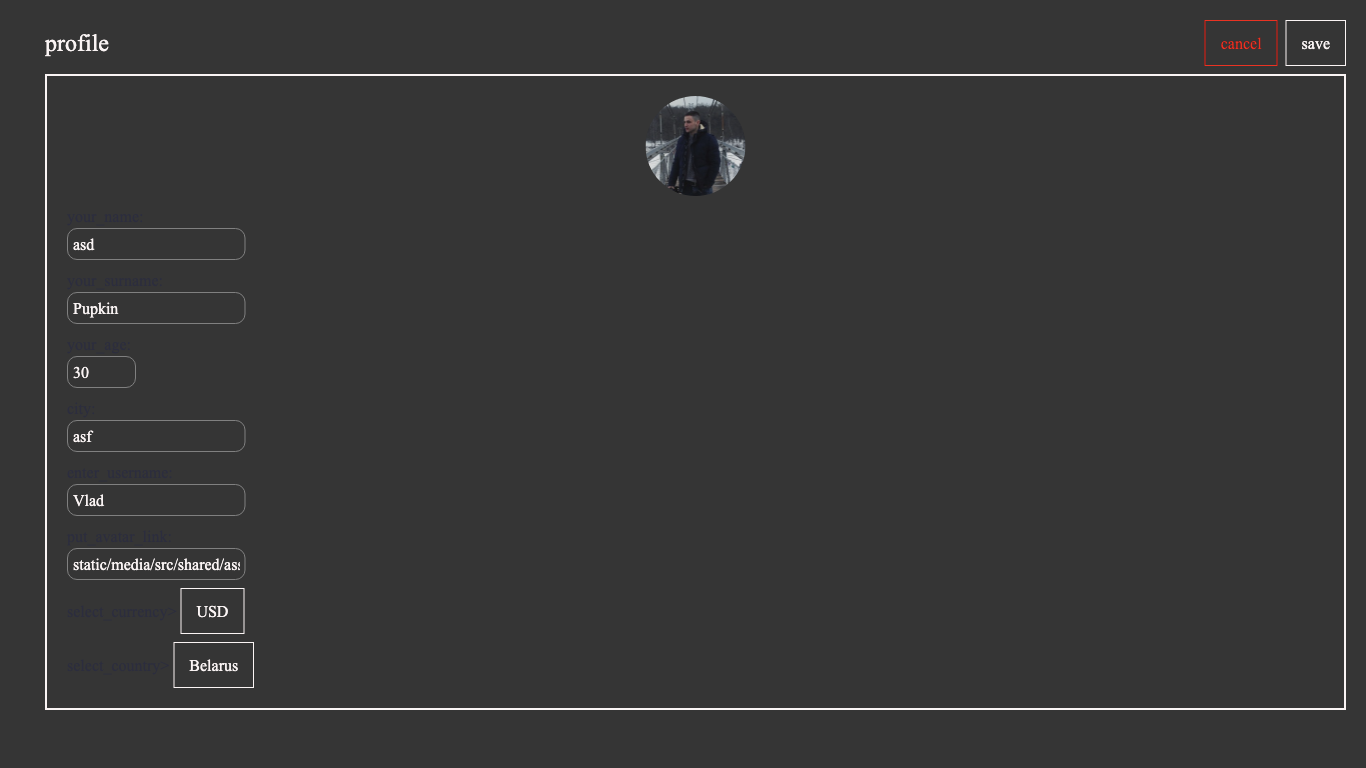 profile
cancel
save
your_name:
asd
your_surname:
Pupkin
your_age:
30
city:
asf
enter_username:
Vlad
put_avatar_link:
static/media/src/shared/ass
select_currency> USD
select_country> Belarus